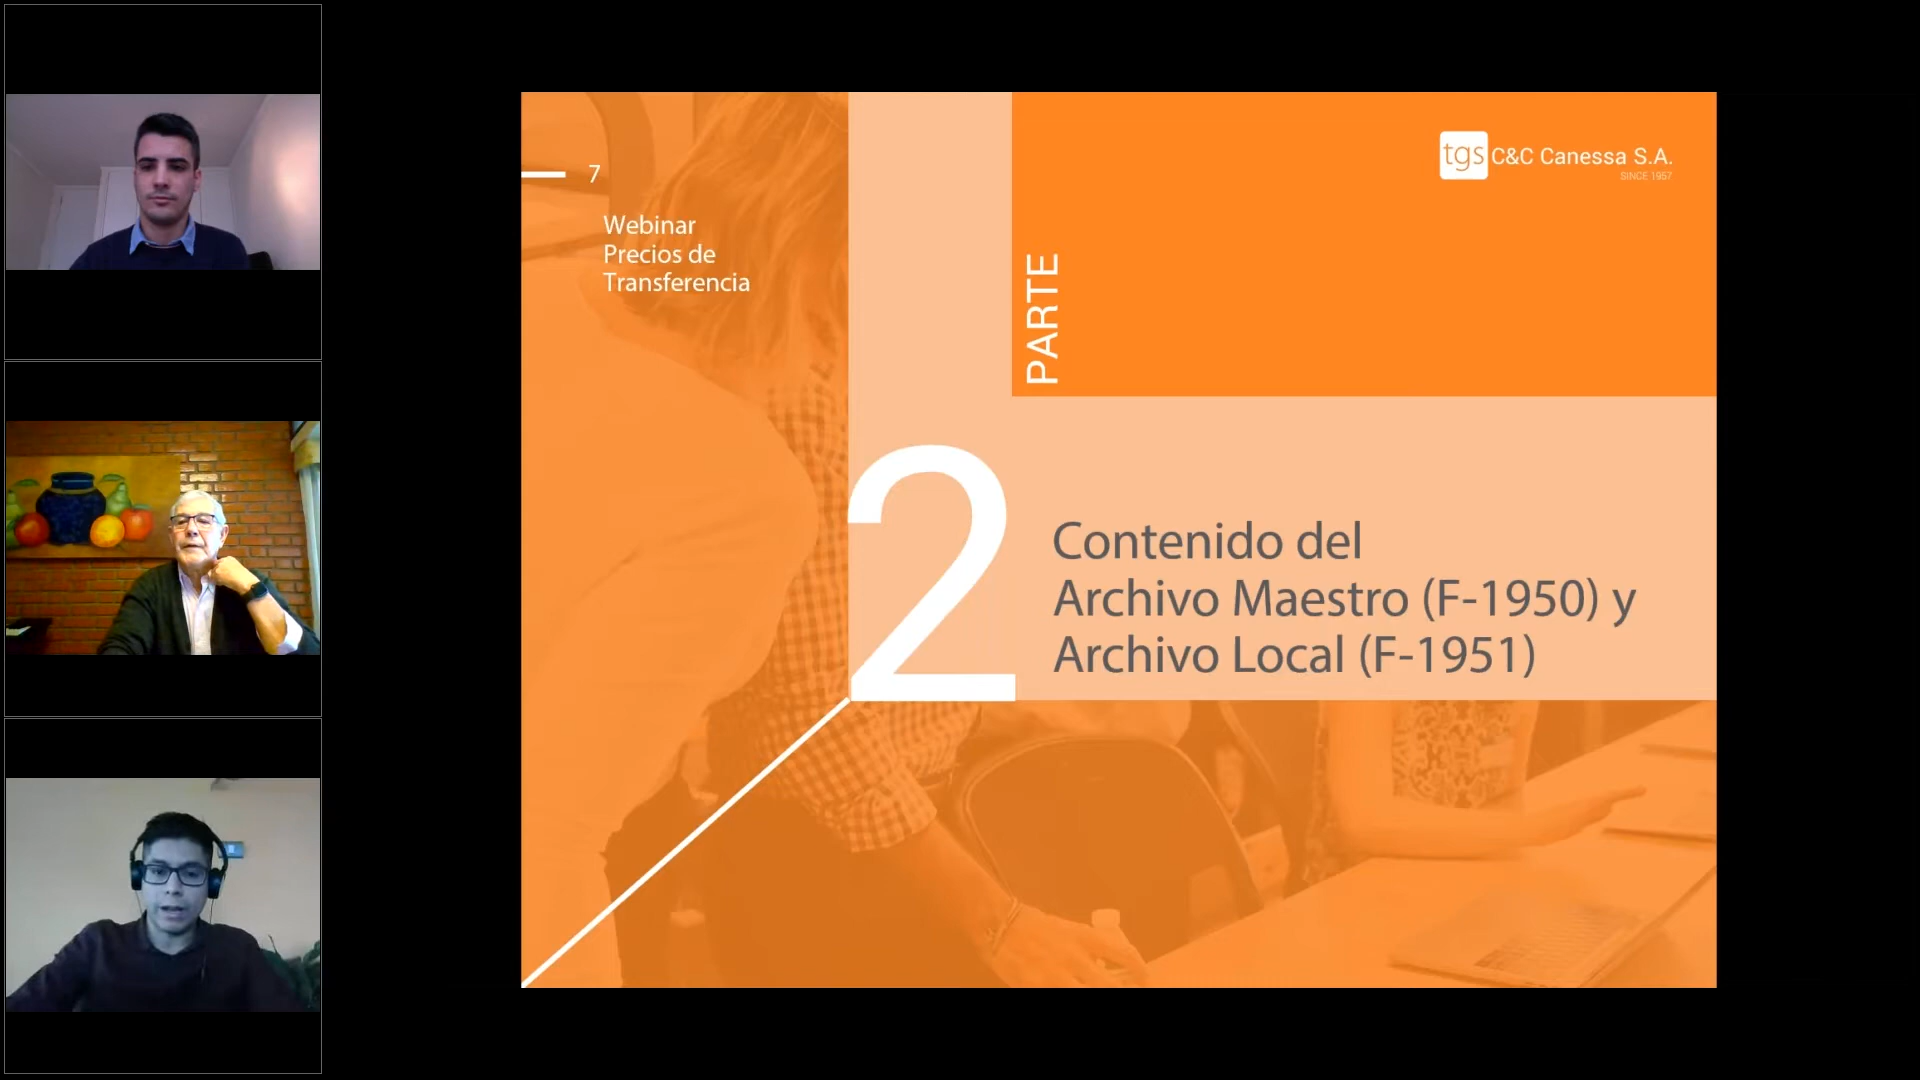 7
Webinar
Precios de
Transferencia
tgs C&C Canessa S.A.
SINCE 1957
PARTE
2
Contenido del
Archivo Maestro (F-1950) y
Archivo Local (F-1951)